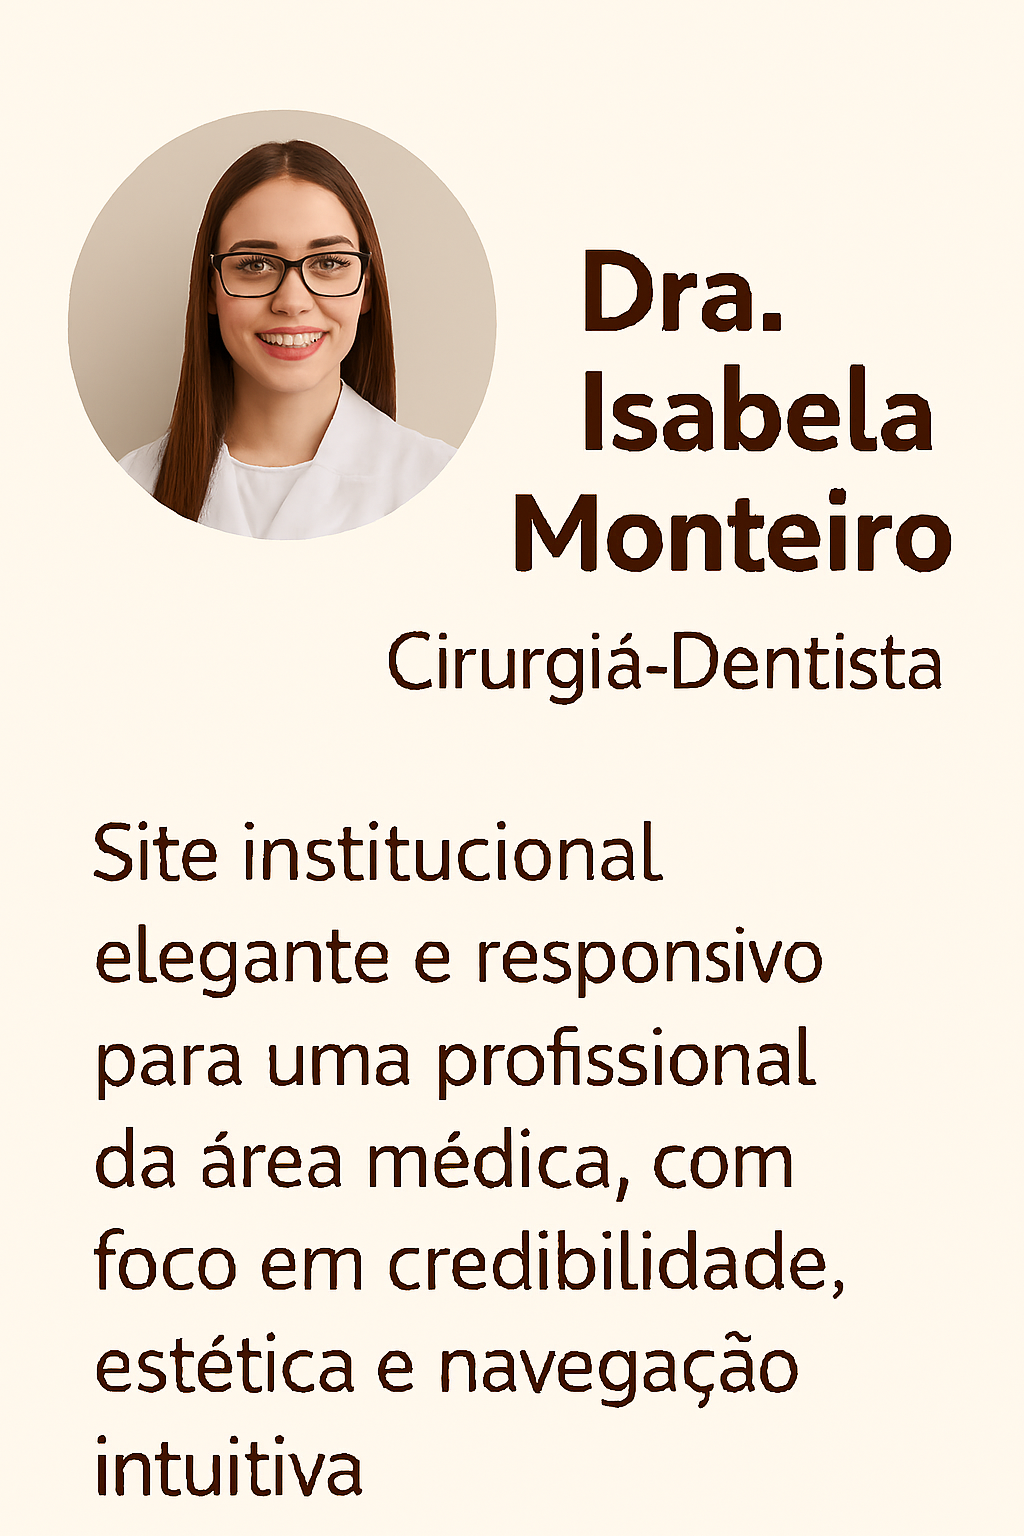 Dra.
Isabela
Monteiro
Cirurgiá-Dentista
Site institucional
elegante e responsivo
para uma profissional
da área médica, com
foco em credibilidade,
estética e navegação
intuitiva